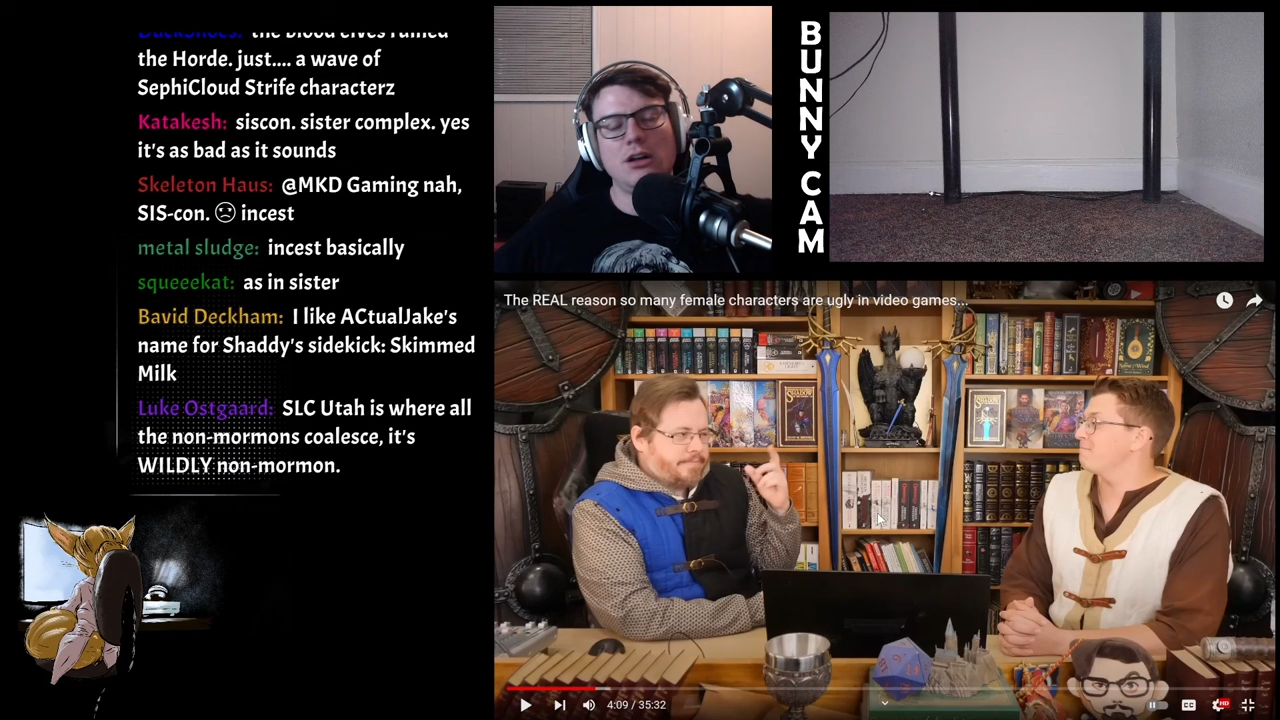 DuckShoes: the blood elves ruined
the Horde. just.... a wave of
SephiCloud Strife characterz
Katakesh: siscon. sister complex. yes
it's as bad as it sounds
Skeleton Haus: @MKD Gaming nah,
SIS-con. incest
metal sludge: incest basically
squeeekat: as in sister
Bavid Deckham: I like ACtualJake's
name for Shaddy's sidekick: Skimmed
Milk
Luke Ostgaard: SLC Utah is where all
the non-mormons coalesce, it's
WILDLY non-mormon.
BUNNY CAM
The REAL reason so many female characters are ugly in video games...
4:09 / 35:32
CC
HD